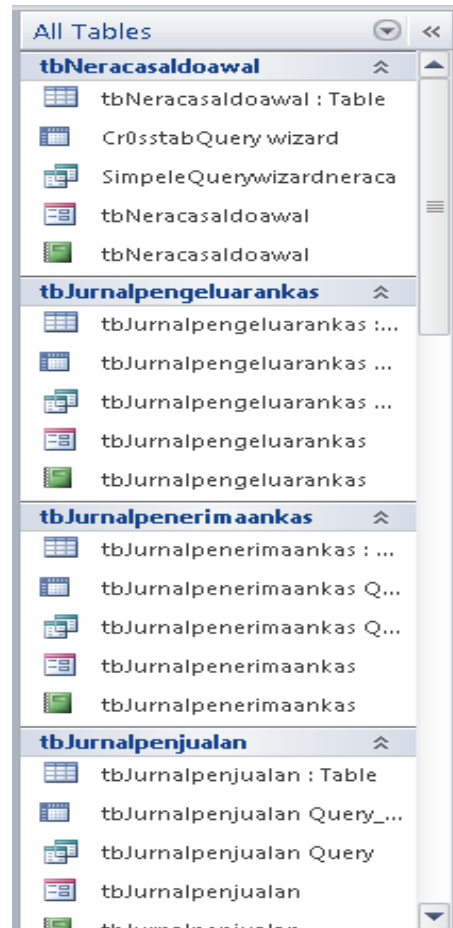 All Tables
tbNeracasaldoawal
tbNeracasaldoawal : Table
Cr0sstabQuery wizard
SimpeleQuerywizardneraca
tbNeracasaldoawal
tbNeracasaldoawal
tbJurnalpengeluarankas
tbJurnalpengeluarankas :...
tbJurnalpengeluarankas ...
tbJurnalpengeluarankas ...
tbJurnalpengeluarankas
tbJurnalpengeluarankas
tbJurnalpenerimaankas
tbJurnalpenerimaankas : ...
tbJurnalpenerimaankas Q...
tbJurnalpenerimaankas Q...
tbJurnalpenerimaankas
tbJurnalpenerimaankas
tbJurnalpenjualan
tbJurnalpenjualan : Table
tbJurnalpenjualan Query_...
tbJurnalpenjualan Query
tbJurnalpenjualan